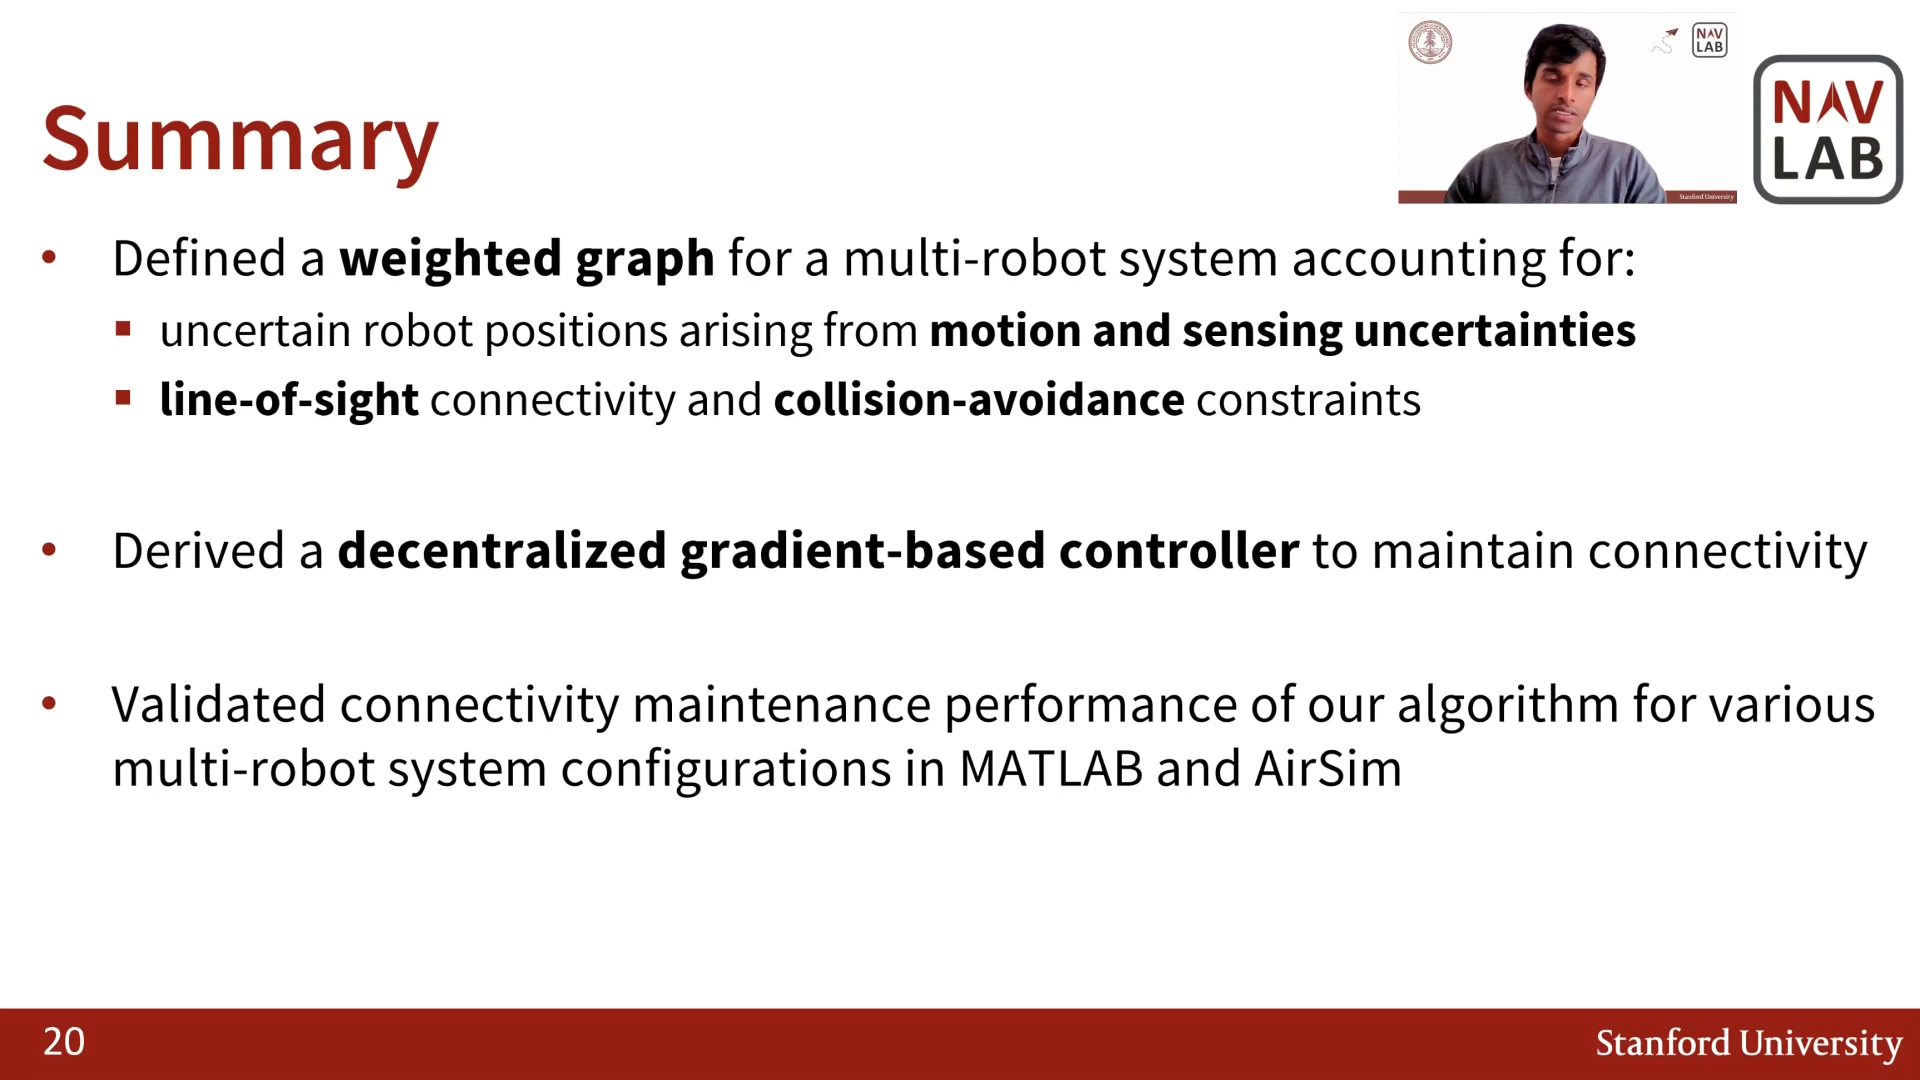 NAV
LAB
Stanford University
NAV
LAB
Summary
• Defined a weighted graph for a multi-robot system accounting for:
▪ uncertain robot positions arising from motion and sensing uncertainties
▪ line-of-sight connectivity and collision-avoidance constraints
• Derived a decentralized gradient-based controller to maintain connectivity
• Validated connectivity maintenance performance of our algorithm for various
multi-robot system configurations in MATLAB and AirSim
20
Stanford University